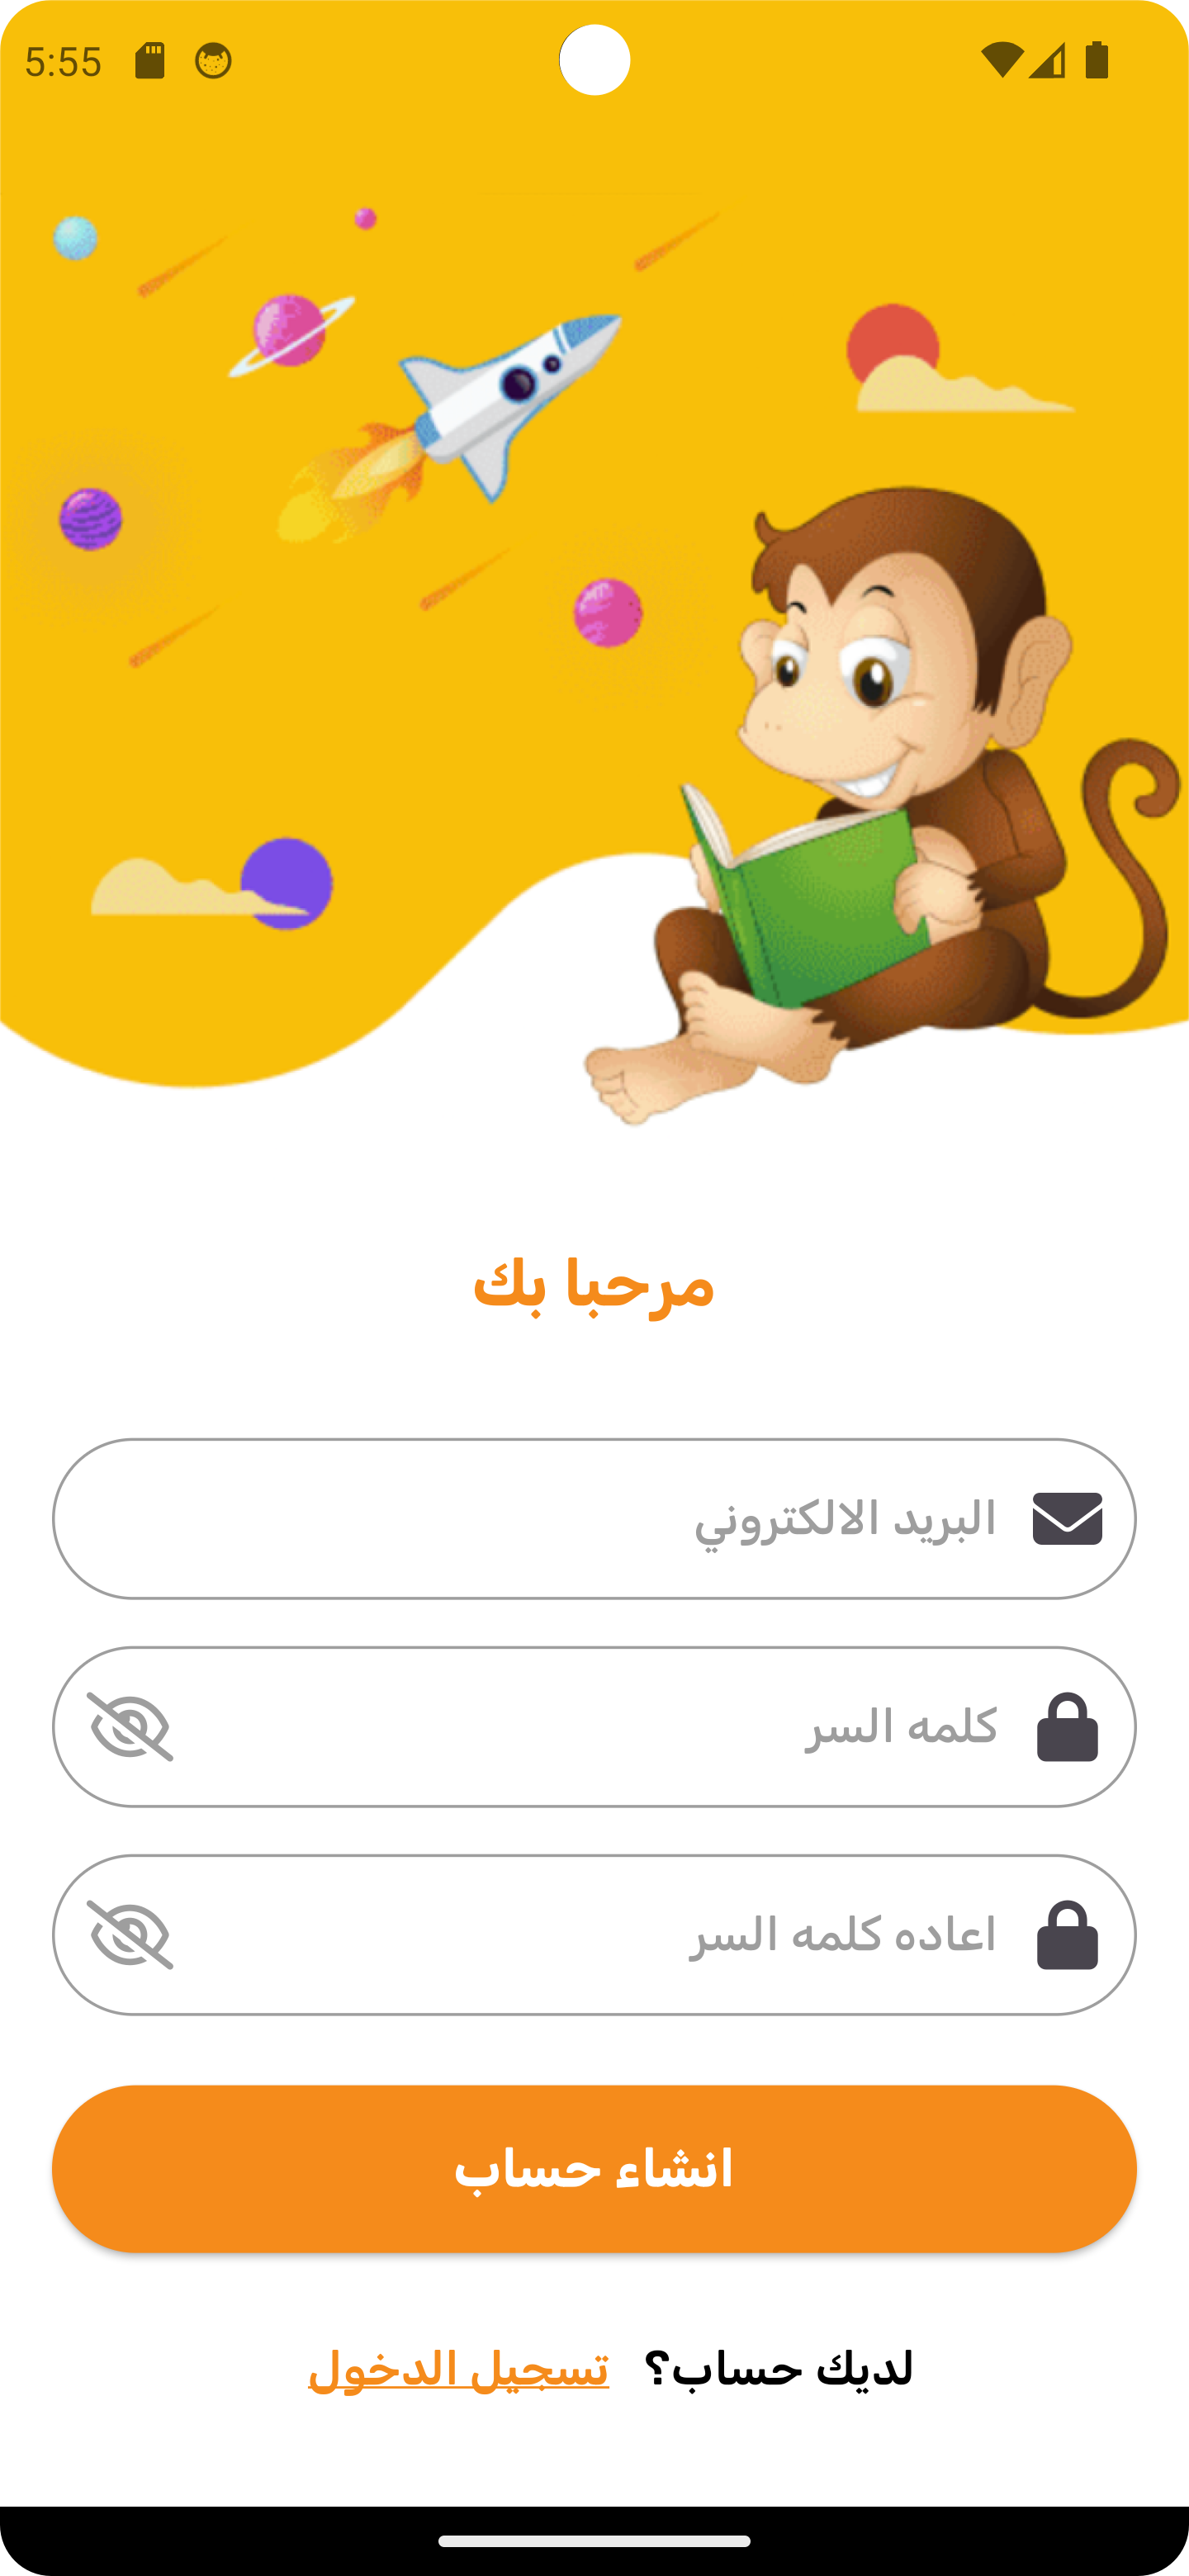 5:55
مرحبا بك
البريد الالكتروني
كلمه السر
اعاده كلمه السر
انشاء حساب
لديك حساب؟ تسجيل الدخول